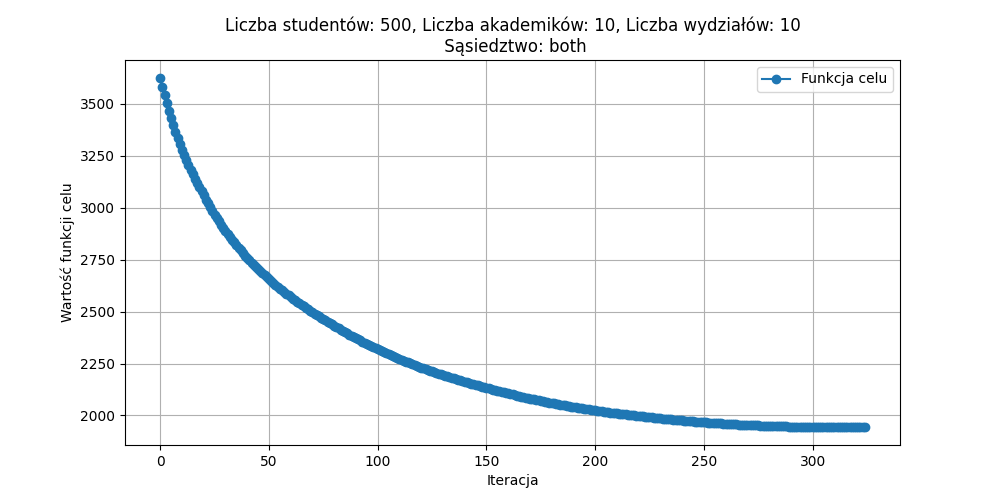 Liczba studentów: 500, Liczba akademików: 10, Liczba wydziałów: 10
Sąsiedztwo: both
Funkcja celu
Wartość funkcji celu
3500
3250
3000
2750
2500
2250
2000
0 50 100 150 200 250 300
Iteracja